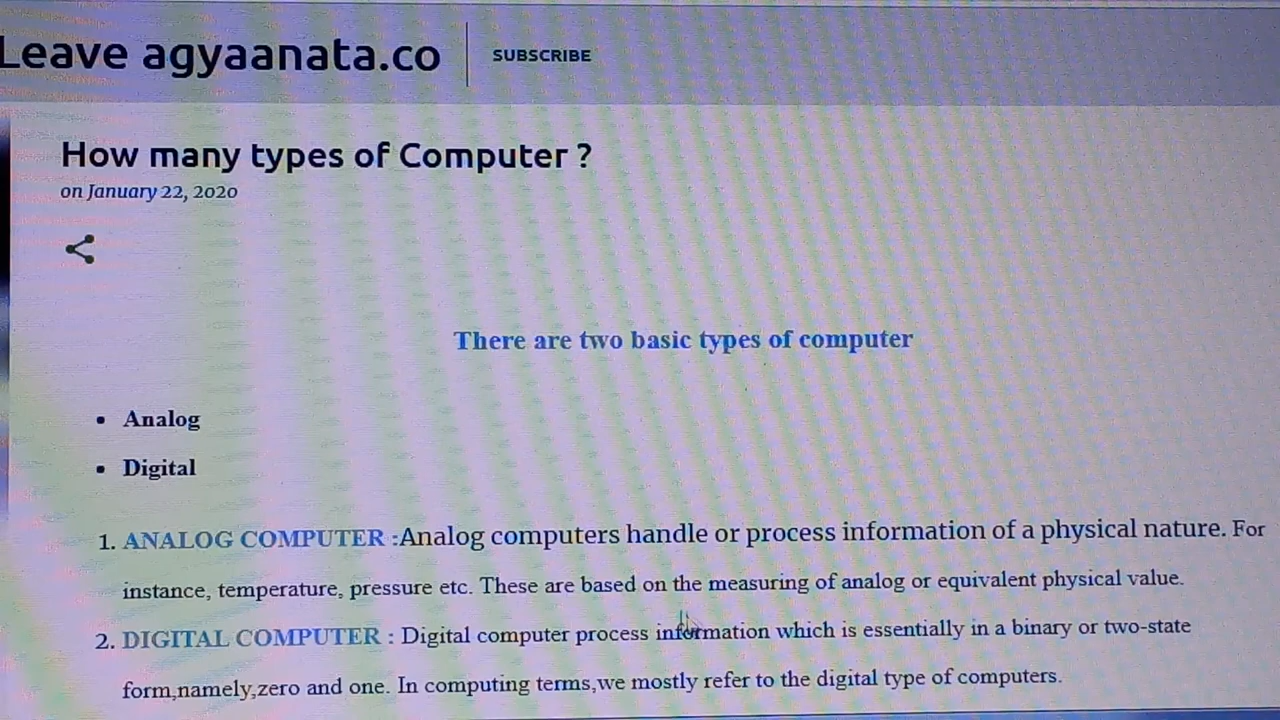 Leave agyaanata.co
SUBSCRIBE
How many types of Computer ?
on January 22, 2020
There are two basic types of computer
• Analog
• Digital
1. ANALOG COMPUTER :Analog computers handle or process information of a physical nature. For
instance, temperature, pressure etc. These are based on the measuring of analog or equivalent physical value.
2. DIGITAL COMPUTER : Digital computer process information which is essentially in a binary or two-state
form,namely,zero and one. In computing terms,we mostly refer to the digital type of computers.